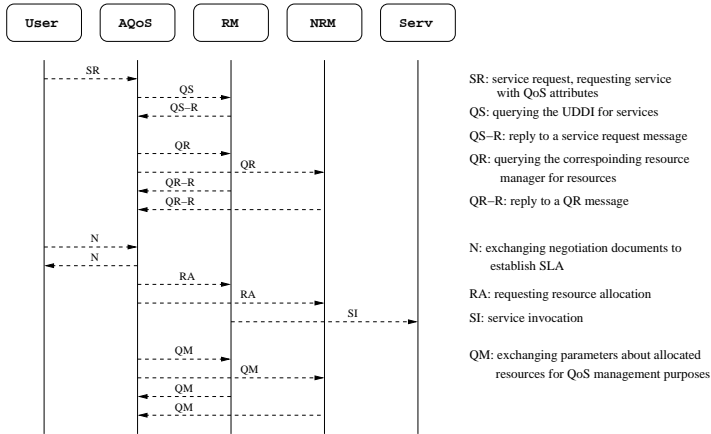 User AQoS RM NRM Serv
SR
SR: service request, requesting service
with QoS attributes
QS
QS: querying the UDDI for services
QS–R
QS–R: reply to a service request message
QR
QR
QR: querying the correspoinding resource
manager for resources
QR–R
QR–R
QR–R: reply to a QR message
N
N
N: exchanging negotiation documents to
establish SLA
RA
RA
RA: requesting resource allocation
SI
SI: service invocation
QM
QM
QM: exchanging parameters about allocated
resources for QoS management purposes
QM
QM